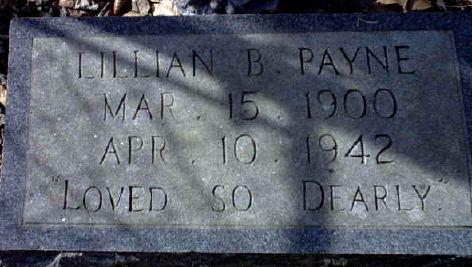 LILLIAN B. PAYNE
MAR. 15. 1900
APR. 10. 1942
"LOVED SO DEARLY."